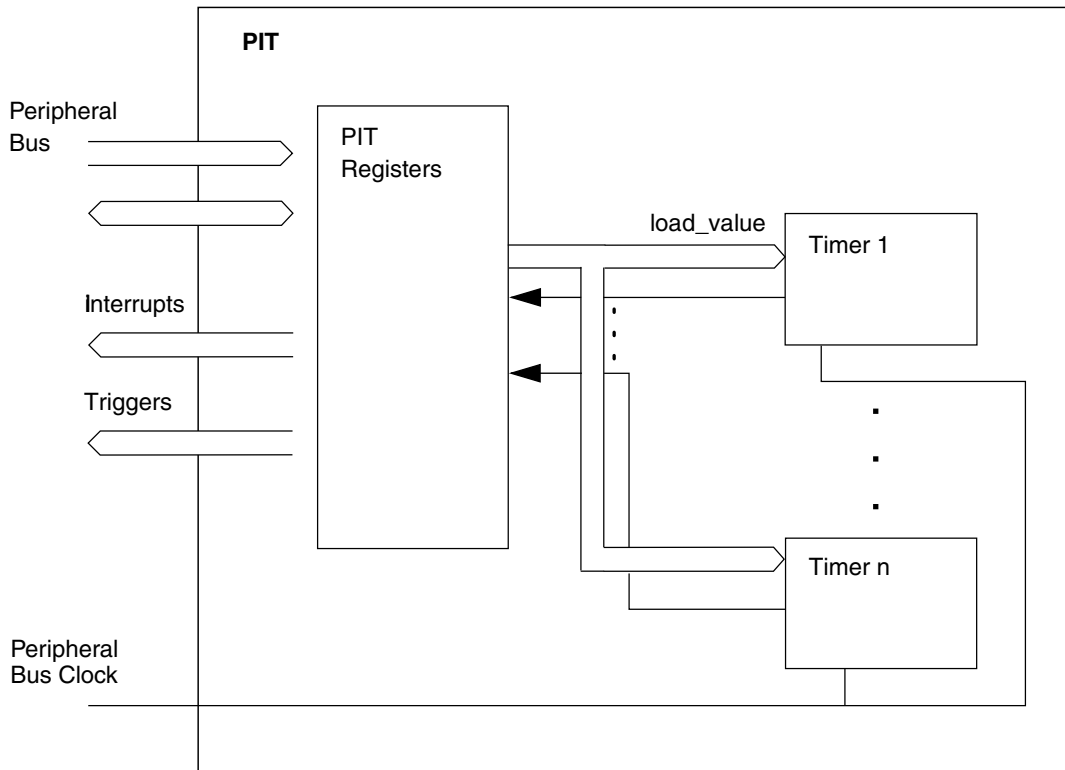 PIT
Peripheral
Bus
PIT
Registers
load_value
Timer 1
Interrupts
Triggers
Timer n
Peripheral
Bus Clock